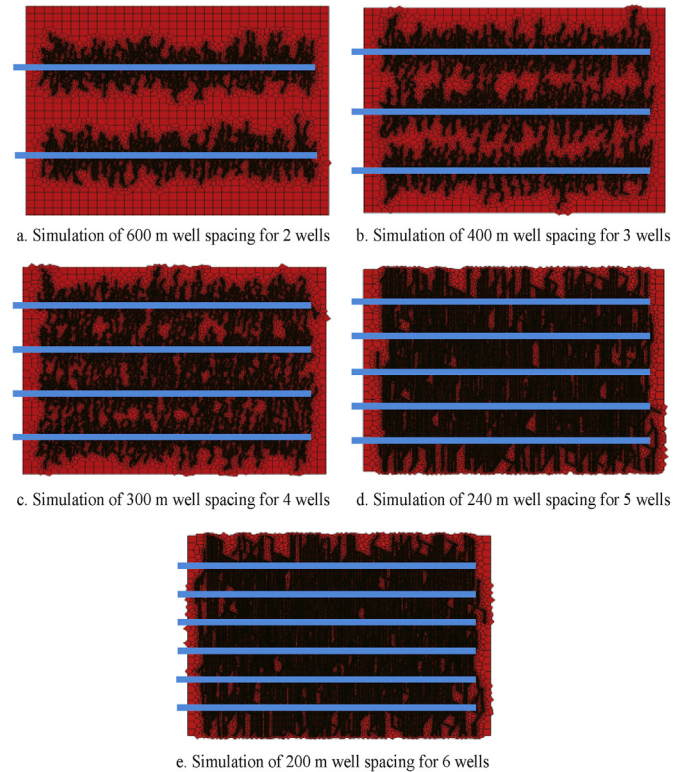 a. Simulation of 600 m well spacing for 2 wells
b. Simulation of 400 m well spacing for 3 wells
c. Simulation of 300 m well spacing for 4 wells
d. Simulation of 240 m well spacing for 5 wells
e. Simulation of 200 m well spacing for 6 wells